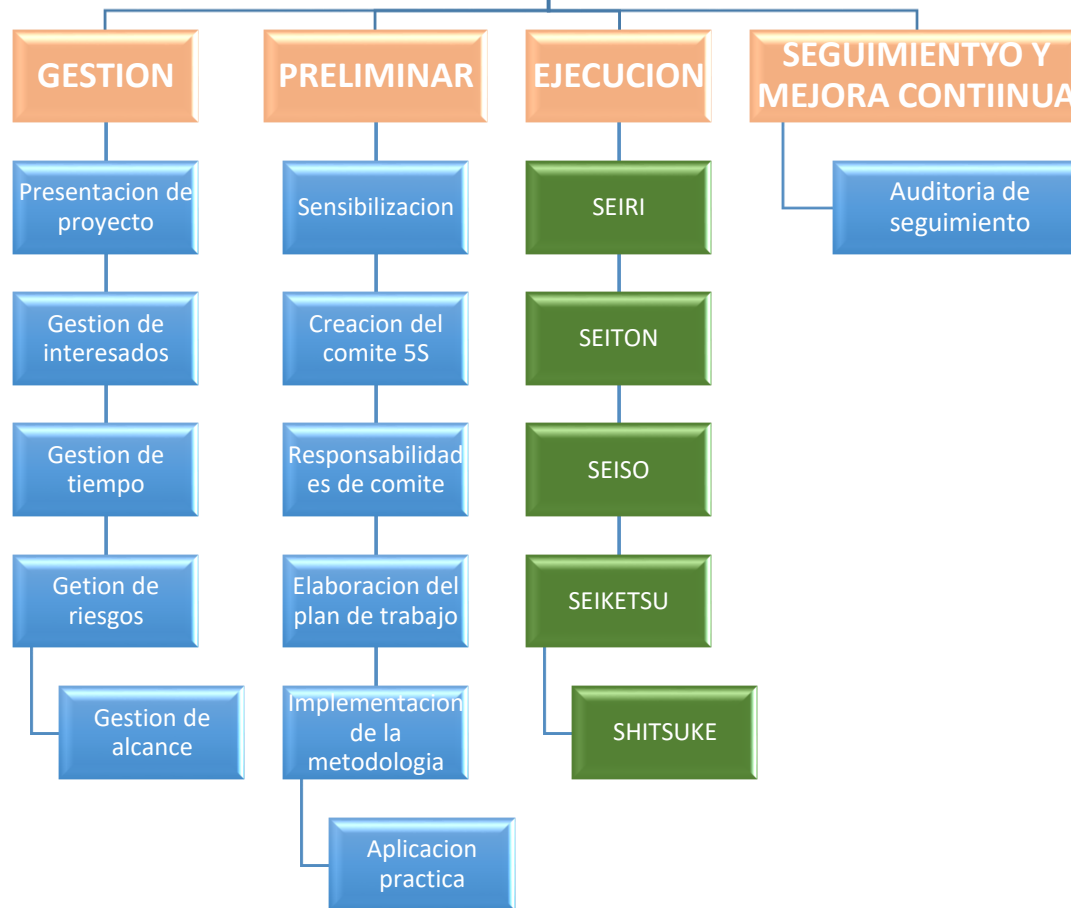 GESTION
Presentacion de
proyecto
Gestion de
interesados
Gestion de
tiempo
Getion de
riesgos
Gestion de
alcance
PRELIMINAR
Sensibilizacion
Creacion del
comite 5S
Responsabilidad
es de comite
Elaboracion del
plan de trabajo
Implementacion
de la
metodologia
Aplicacion
practica
EJECUCION
SEIRI
SEITON
SEISO
SEIKETSU
SHITSUKE
SEGUIMIENTYO Y
MEJORA CONTIINUA
Auditoria de
seguimiento